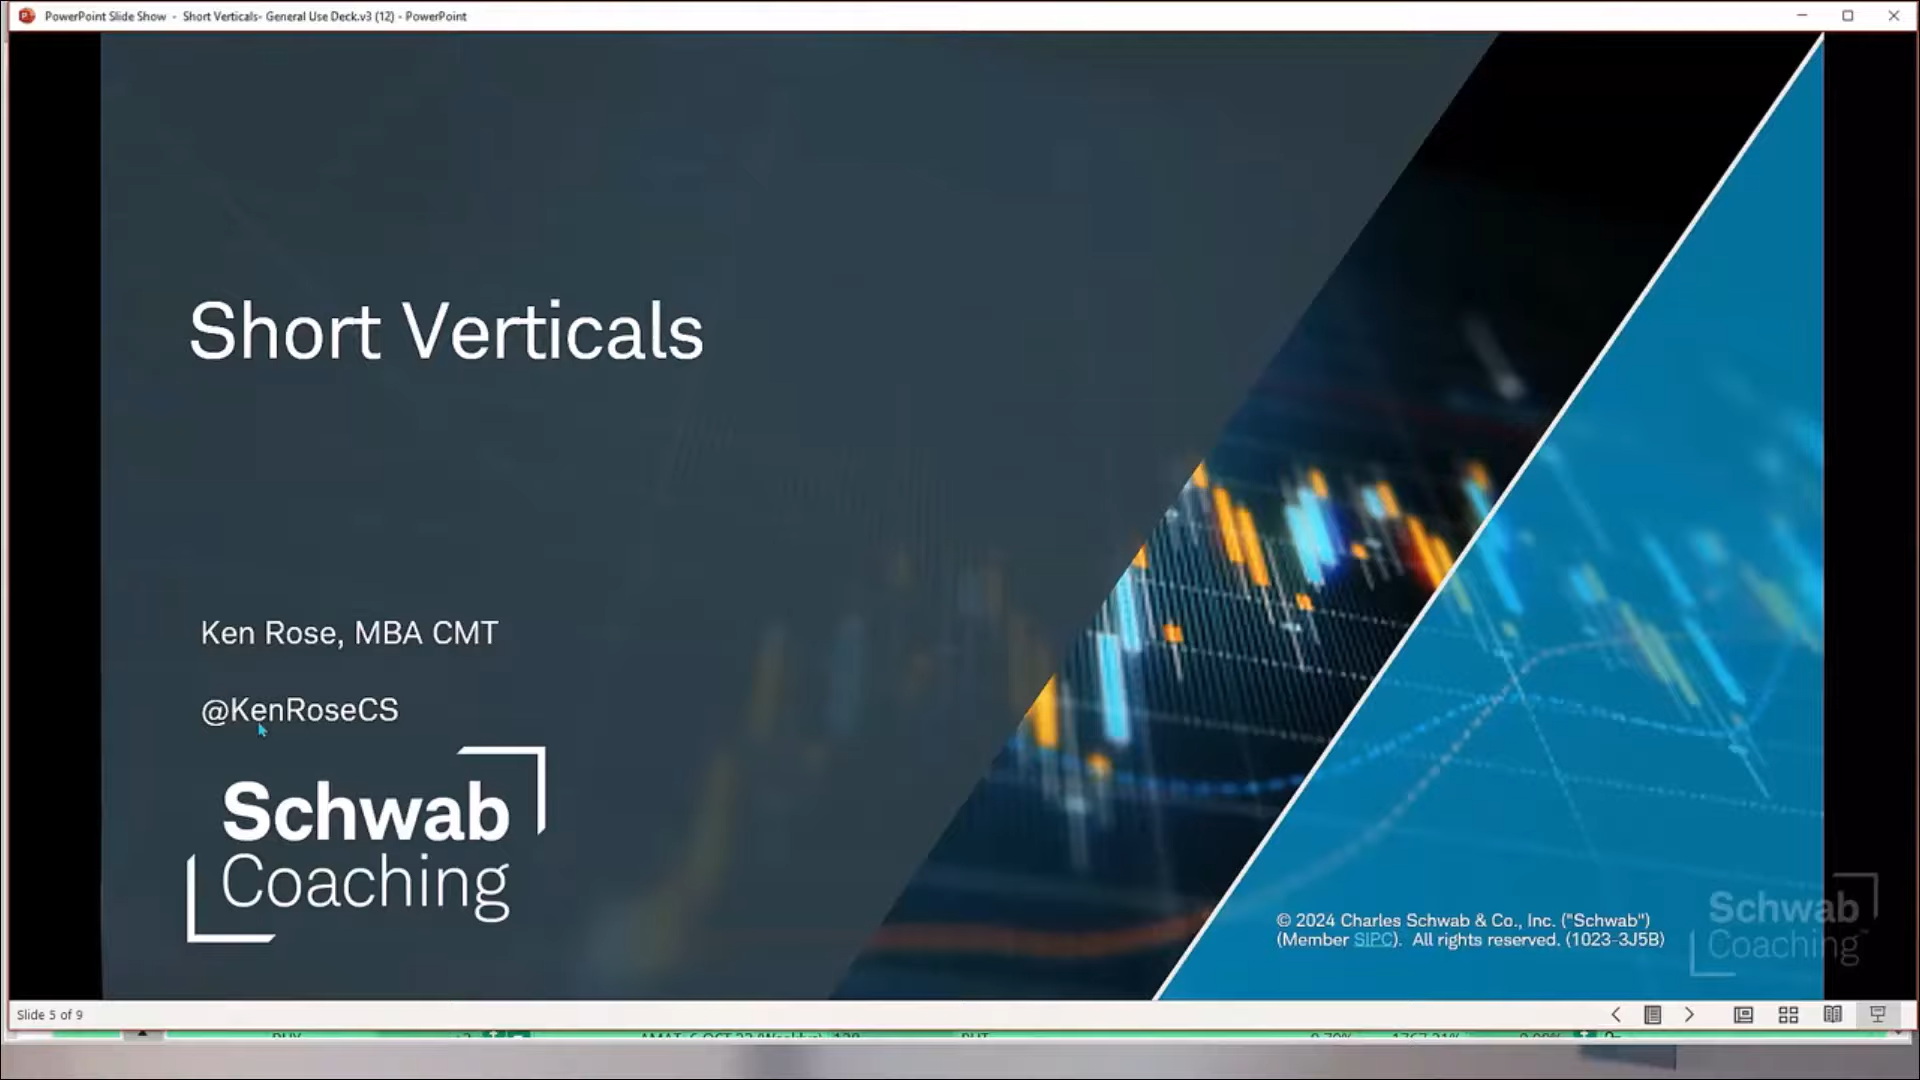 PowerPoint Slide Show - Short Verticals- General Use Deck.v3 (12) - PowerPoint
Short Verticals
Ken Rose, MBA CMT
@KenRoseCS
Schwab
Coaching
© 2024 Charles Schwab & Co., Inc. ("Schwab")
(Member SIPC). All rights reserved. (1023-3J5B)
Schwab
Coaching™
Slide 5 of 9